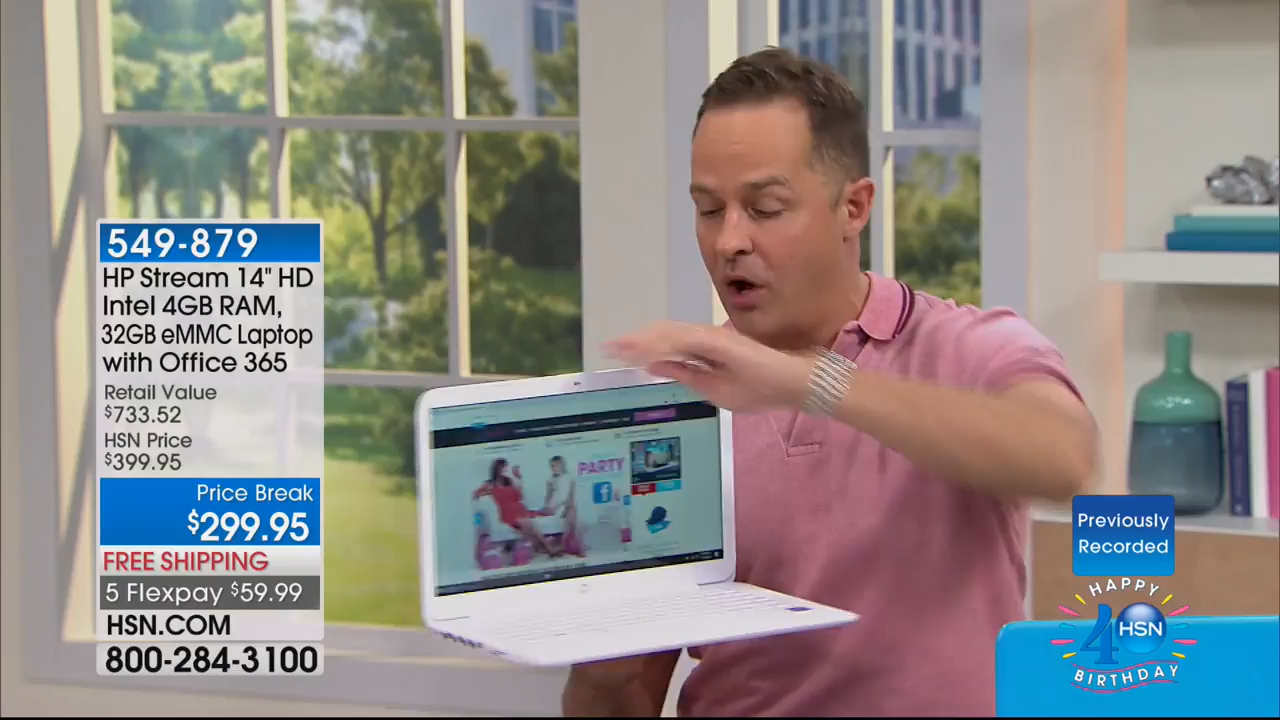 549-879
HP Stream 14" HD
Intel 4GB RAM,
32GB eMMC Laptop
with Office 365
Retail Value
$733.52
HSN Price
$399.95
Price Break
$299.95
FREE SHIPPING
5 Flexpay $59.99
HSN.COM
800-284-3100
PARTY
f
Previously
Recorded
HAPPY
40
HSN
BIRTHDAY